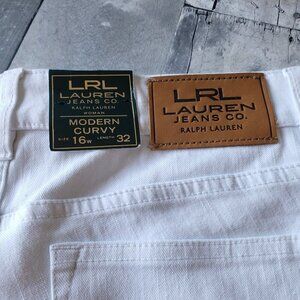 LRL
LAUREN
JEANS CO.
RALPH LAUREN
WOMAN
MODERN
CURVY
SIZE 16W LENGTH 32
LRL
LAUREN
JEANS CO.
RALPH LAUREN